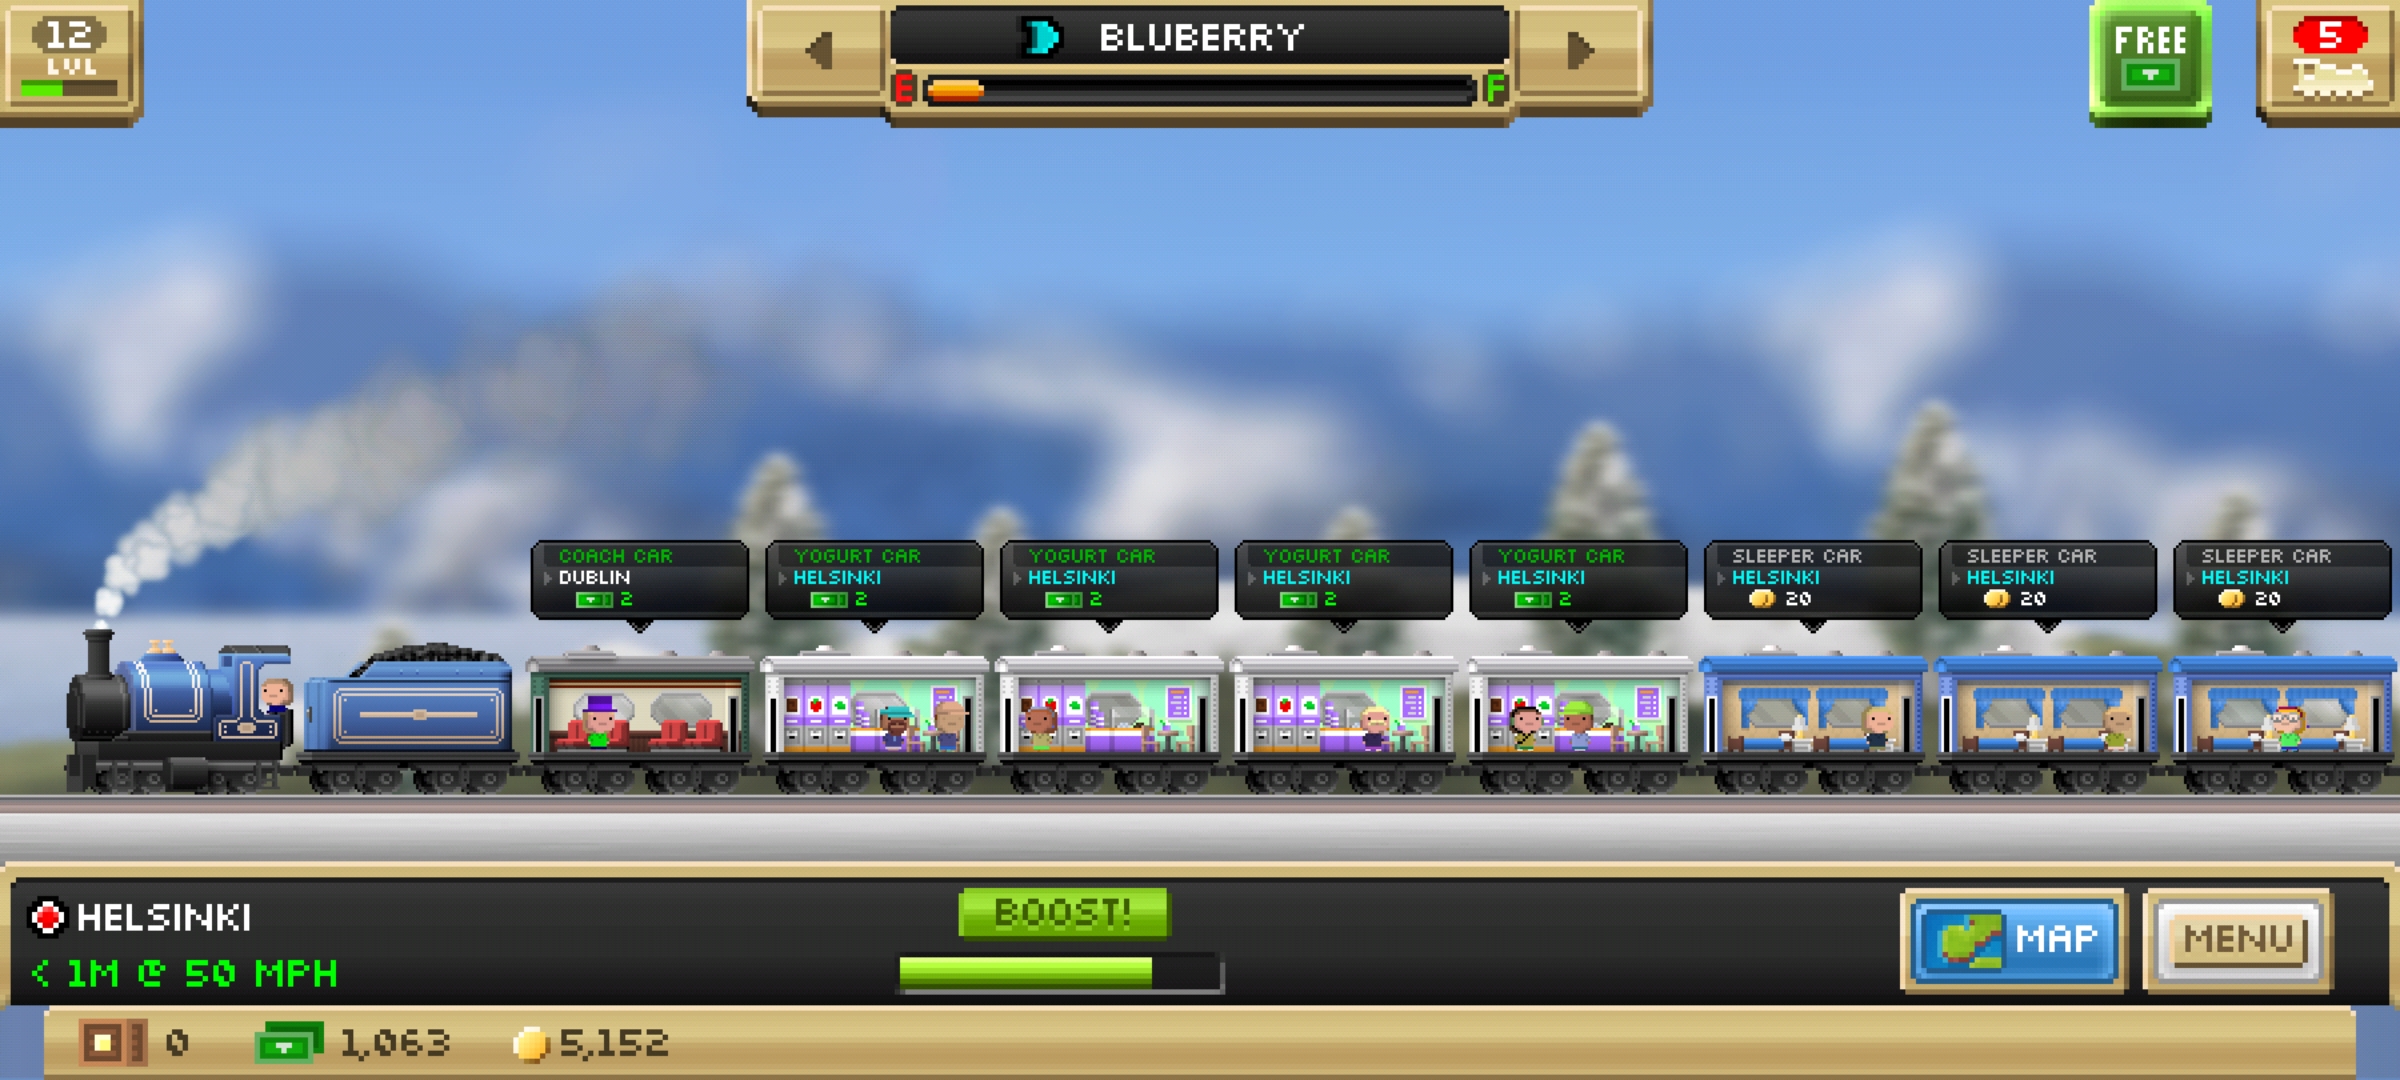 12
LVL
BLUBERRY
E F
FREE
5
COACH CAR
DUBLIN
2
YOGURT CAR
HELSINKI
2
YOGURT CAR
HELSINKI
2
YOGURT CAR
HELSINKI
2
YOGURT CAR
HELSINKI
2
SLEEPER CAR
HELSINKI
20
SLEEPER CAR
HELSINKI
20
SLEEPER CAR
HELSINKI
20
HELSINKI
< 1M @ 50 MPH
BOOST!
MAP
MENU
0
1,063
5,152